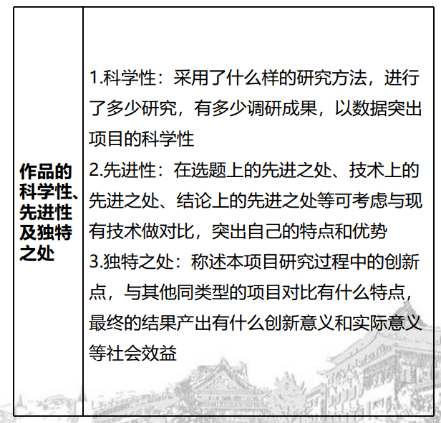 作品的
科学性、
先进性
及独特
之处
1.科学性：采用了什么样的研究方法，进行
了多少研究，有多少调研成果，以数据突出
项目的科学性
2.先进性：在选题上的先进之处、技术上的
先进之处、结论上的先进之处等可考虑与现
有技术做对比，突出自己的特点和优势
3.独特之处：称述本项目研究过程中的创新
点，与其他同类型的项目对比有什么特点，
最终的结果产出有什么创新意义和实际意义
等社会效益